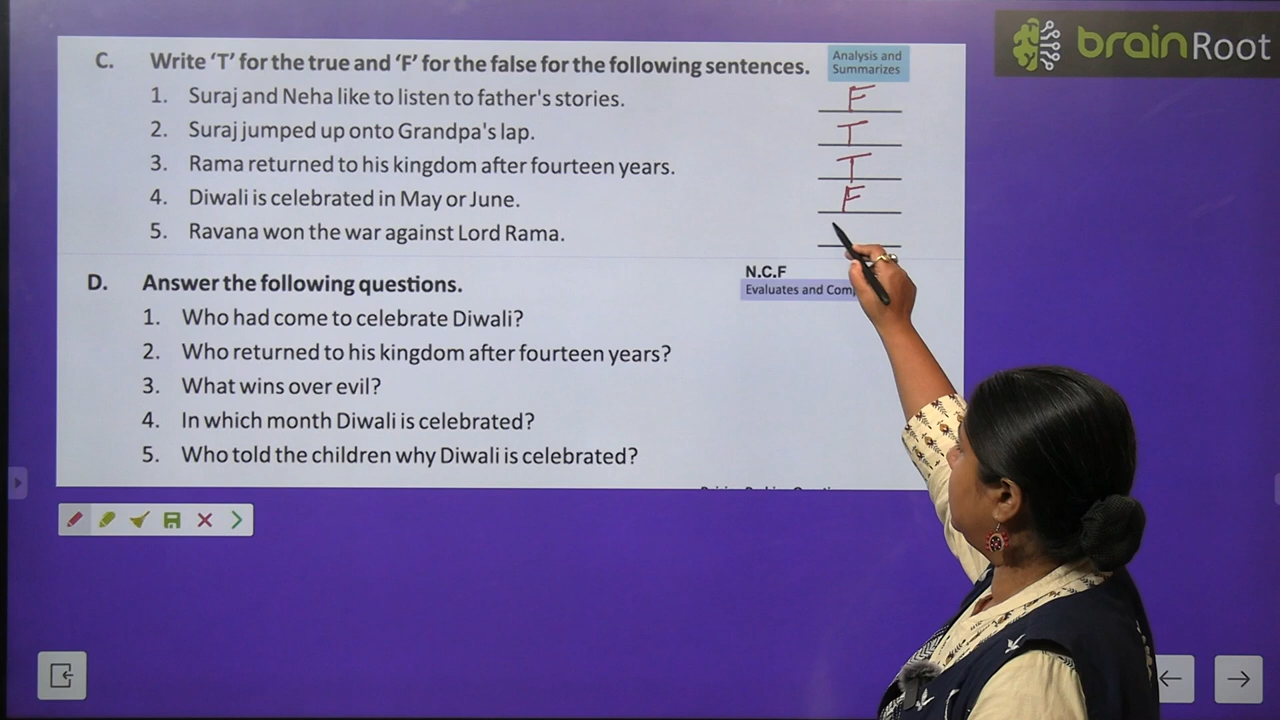 brainRoot
C. Write 'T' for the true and 'F' for the false for the following sentences. Analysis and
Summarizes
1. Suraj and Neha like to listen to father's stories. F
2. Suraj jumped up onto Grandpa's lap. T
3. Rama returned to his kingdom after fourteen years. T
4. Diwali is celebrated in May or June. F
5. Ravana won the war against Lord Rama.
D. Answer the following questions. N.C.F
Evaluates and
1. Who had come to celebrate Diwali?
2. Who returned to his kingdom after fourteen years?
3. What wins over evil?
4. In which month Diwali is celebrated?
5. Who told the children why Diwali is celebrated?